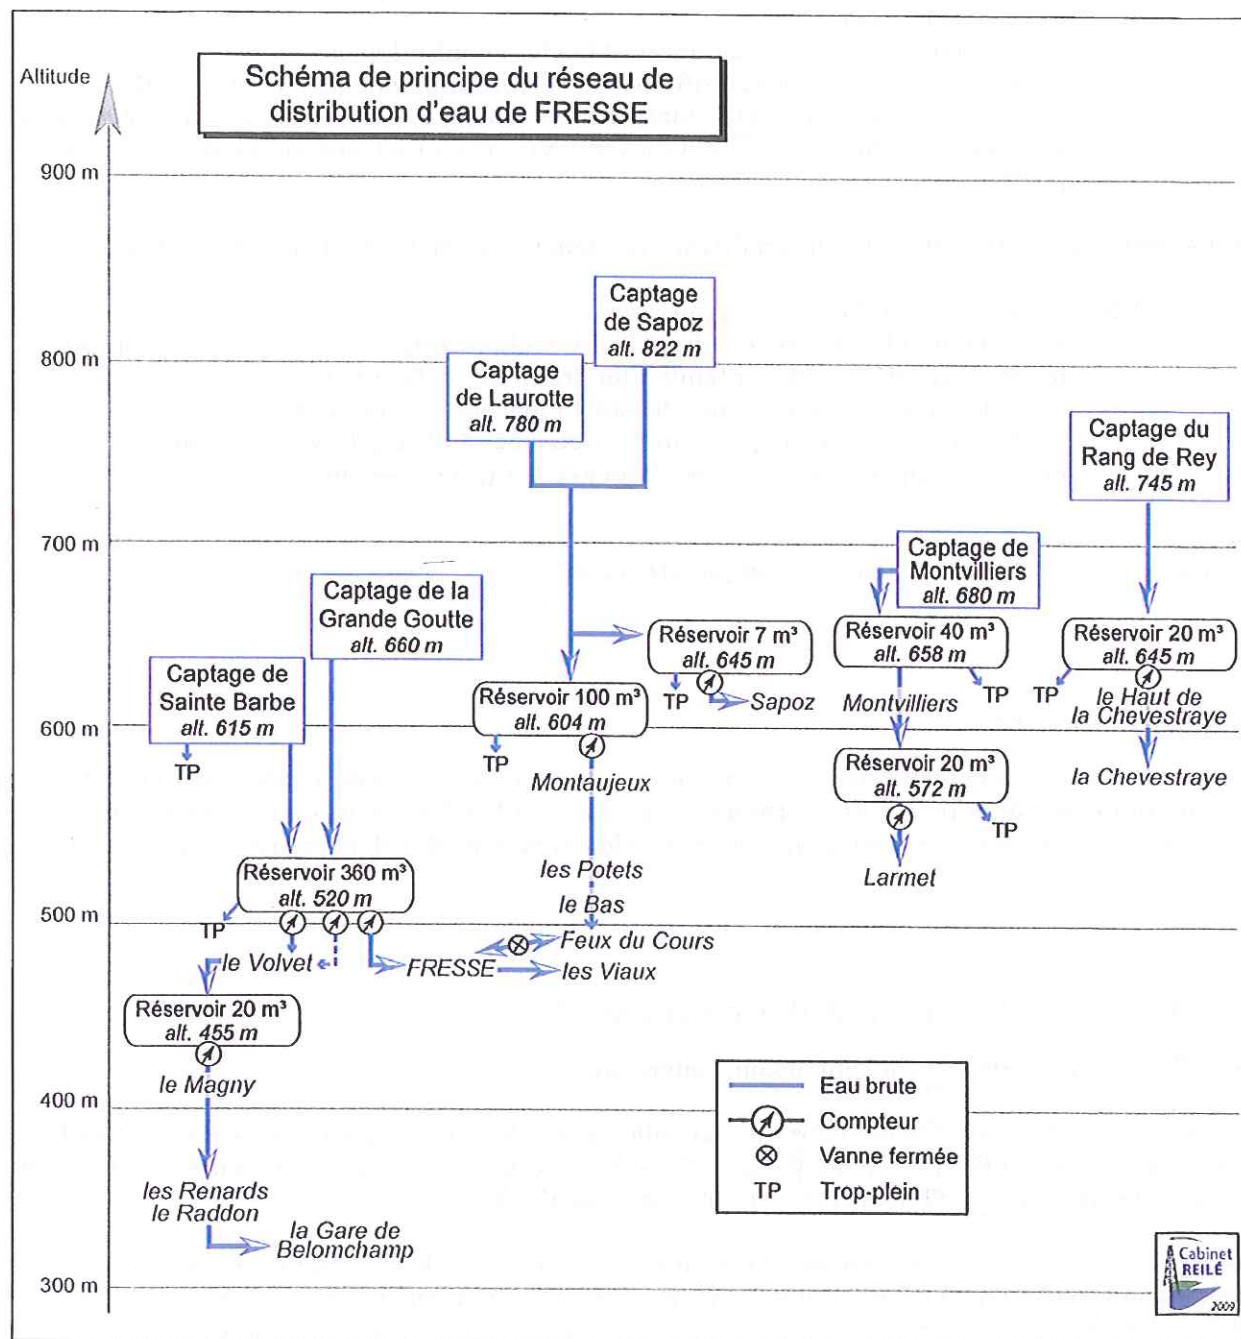 Altitude
Schéma de principe du réseau de
distribution d'eau de FRESSE
900 m
800 m
700 m
600 m
500 m
400 m
300 m
Captage
de Sapoz
alt. 822 m
Captage
de Laurotte
alt. 780 m
Captage du
Rang de Rey
alt. 745 m
Captage de
Montvilliers
alt. 680 m
Captage de la
Grande Goutte
alt. 660 m
Captage de
Sainte Barbe
alt. 615 m
TP
Réservoir 7 m³
alt. 645 m
TP
Sapoz
Réservoir 40 m³
alt. 658 m
TP
Montvilliers
Réservoir 20 m³
alt. 645 m
TP
le Haut de
la Chevestraye
la Chevestraye
Réservoir 100 m³
alt. 604 m
TP
Montaujeux
les Potets
le Bas
Feux du Cours
Réservoir 20 m³
alt. 572 m
TP
Larmet
Réservoir 360 m³
alt. 520 m
TP
le Volvet
FRESSE
les Viaux
Réservoir 20 m³
alt. 455 m
le Magny
les Renards
le Raddon
la Gare de
Belomchamp
Eau brute
Compteur
Vanne fermée
TP Trop-plein
Cabinet
REILÉ
2009